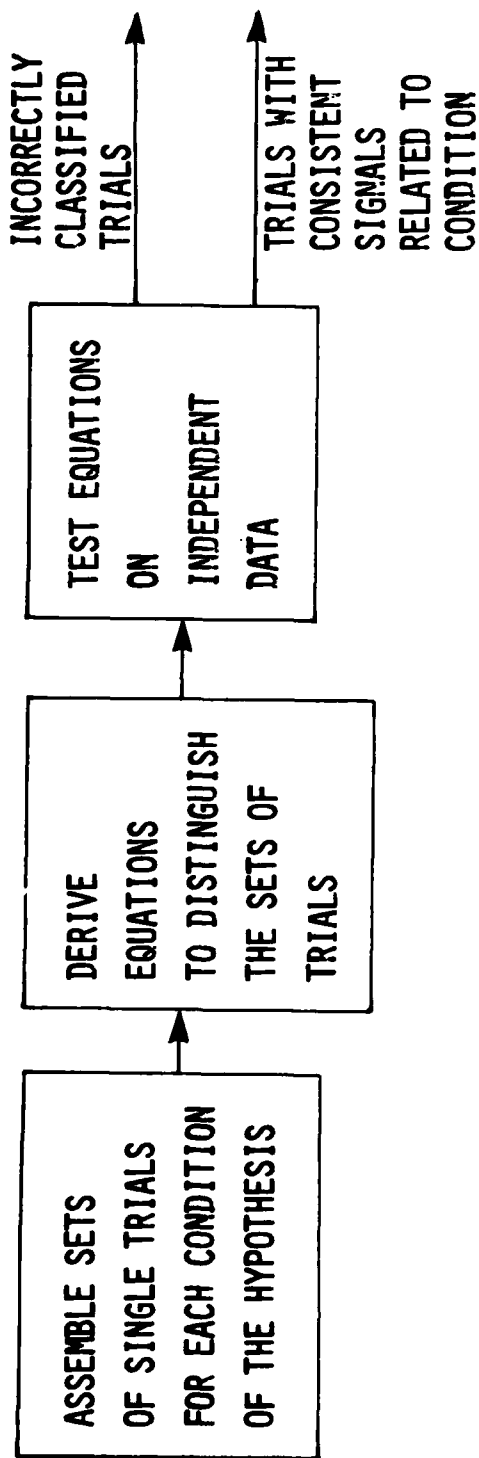 ASSEMBLE SETS
OF SINGLE TRIALS
FOR EACH CONDITION
OF THE HYPOTHESIS
DERIVE
EQUATIONS
TO DISTINGUISH
THE SETS OF
TRIALS
TEST EQUATIONS
ON
INDEPENDENT
DATA
INCORRECTLY
CLASSIFIED
TRIALS
TRIALS WITH
CONSISTENT
SIGNALS
RELATED TO
CONDITION